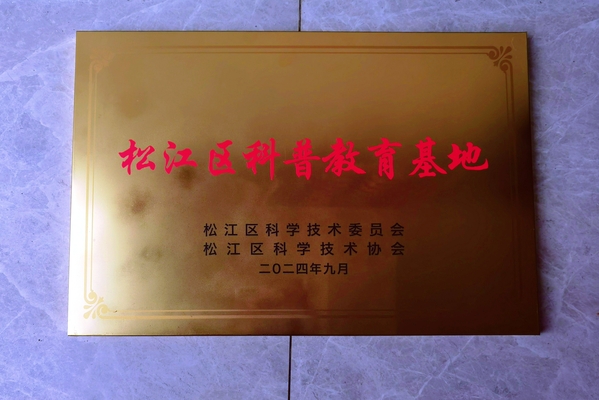 松江区科普教育基地
松江区科学技术委员会
松江区科学技术协会
二〇二四年九月